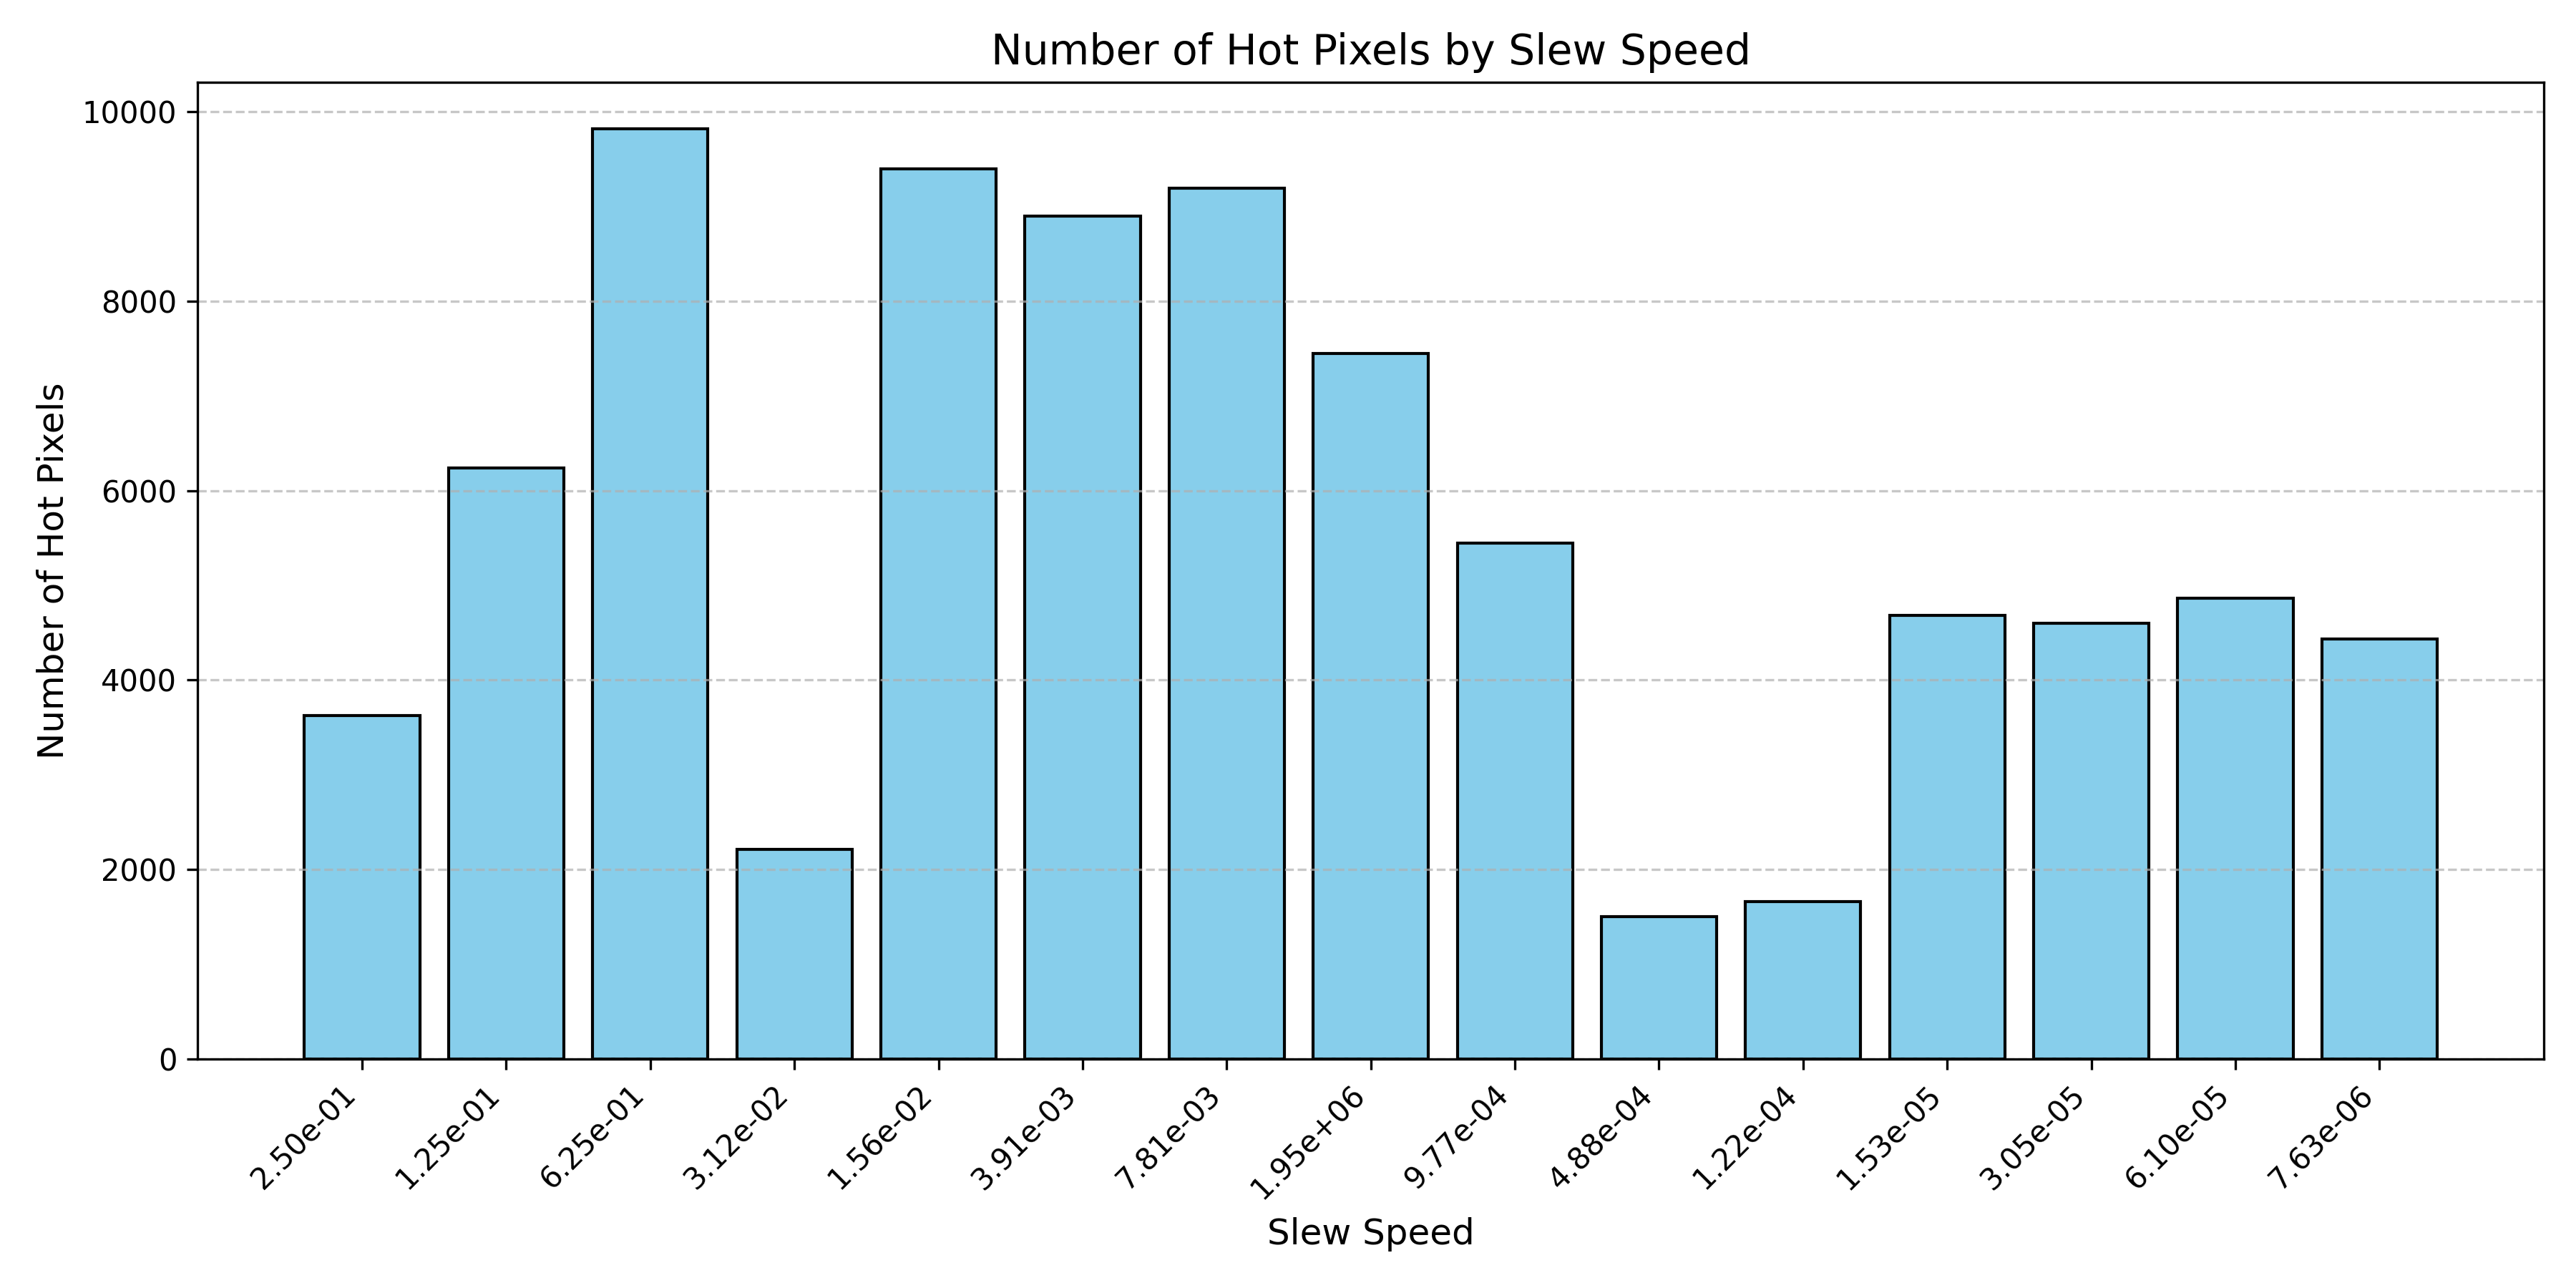 Number of Hot Pixels by Slew Speed
Number of Hot Pixels
10000
8000
6000
4000
2000
0
2.50e-01
1.25e-01
6.25e-01
3.12e-02
1.56e-02
3.91e-03
7.81e-03
1.95e+06
9.77e-04
4.88e-04
1.22e-04
1.53e-05
3.05e-05
6.10e-05
7.63e-06
Slew Speed